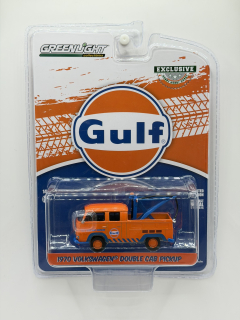 GREENLIGHT
EXCLUSIVE
Gulf
1970 VOLKSWAGEN DOUBLE CAB PICKUP